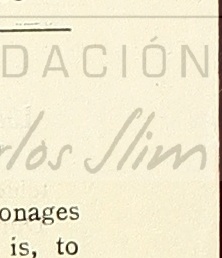 DACIÓN
rlos Slim
onages
is, to